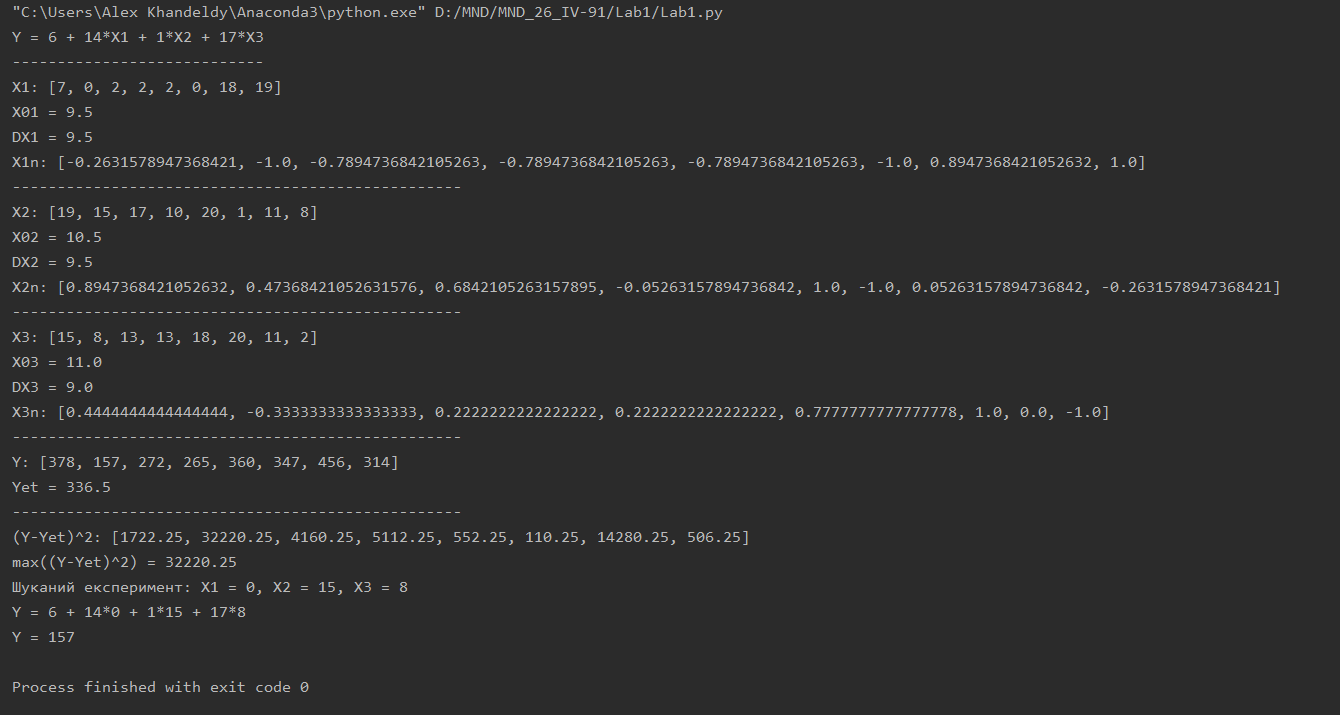 "C:\Users\Alex Khandeldy\Anaconda3\python.exe" D:/MND/MND_26_IV-91/Lab1/Lab1.py
Y = 6 + 14*X1 + 1*X2 + 17*X3
----------------------------
X1: [7, 0, 2, 2, 2, 0, 18, 19]
X01 = 9.5
DX1 = 9.5
X1n: [-0.2631578947368421, -1.0, -0.7894736842105263, -0.7894736842105263, -0.7894736842105263, -1.0, 0.8947368421052632, 1.0]
--------------------------------------------------
X2: [19, 15, 17, 10, 20, 1, 11, 8]
X02 = 10.5
DX2 = 9.5
X2n: [0.8947368421052632, 0.47368421052631576, 0.6842105263157895, -0.05263157894736842, 1.0, -1.0, 0.05263157894736842, -0.2631578947368421]
--------------------------------------------------
X3: [15, 8, 13, 13, 18, 20, 11, 2]
X03 = 11.0
DX3 = 9.0
X3n: [0.4444444444444444, -0.3333333333333333, 0.2222222222222222, 0.2222222222222222, 0.7777777777777778, 1.0, 0.0, -1.0]
--------------------------------------------------
Y: [378, 157, 272, 265, 360, 347, 456, 314]
Yet = 336.5
--------------------------------------------------
(Y-Yet)^2: [1722.25, 32220.25, 4160.25, 5112.25, 552.25, 110.25, 14280.25, 506.25]
max((Y-Yet)^2) = 32220.25
Шуканий експеримент: X1 = 0, X2 = 15, X3 = 8
Y = 6 + 14*0 + 1*15 + 17*8
Y = 157
Process finished with exit code 0